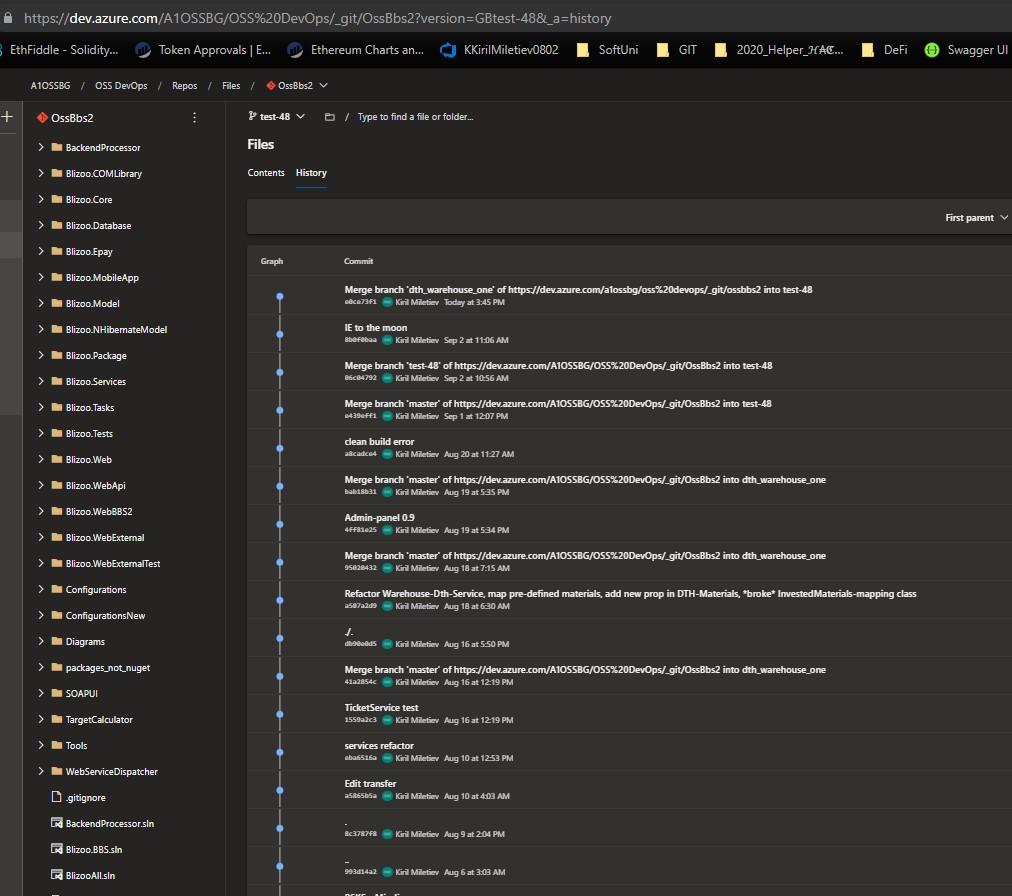 https://dev.azure.com/A1OSSBG/OSS%20DevOps/_git/OssBbs2?version=GBtest-48&_a=history
EthFiddle - Solidity... Token Approvals | E... Ethereum Charts an... KKirilMiletiev0802 SoftUni GIT 2020_Helper_ DeFi Swagger UI
A1OSSBG / OSS DevOps / Repos / Files / OssBbs2
OssBbs2
BackendProcessor
Blizoo.COMLibrary
Blizoo.Core
Blizoo.Database
Blizoo.Epay
Blizoo.MobileApp
Blizoo.Model
Blizoo.NHibernateModel
Blizoo.Package
Blizoo.Services
Blizoo.Tasks
Blizoo.Tests
Blizoo.Web
Blizoo.WebApi
Blizoo.WebBBS2
Blizoo.WebExternal
Blizoo.WebExternalTest
Configurations
ConfigurationsNew
Diagrams
packages_not_nuget
SOAPUI
TargetCalculator
Tools
WebServiceDispatcher
.gitignore
BackendProcessor.sln
Blizoo.BBS.sln
BlizooAll.sln
test-48 / Type to find a file or folder...
Files
Contents History
First parent
Graph Commit
Merge branch 'dth_warehouse_one' of https://dev.azure.com/a1ossbg/oss%20devops/_git/ossbbs2 into test-48
e0ce73f1 Kiril Miletiev Today at 3:45 PM
IE to the moon
8b0f0baa Kiril Miletiev Sep 2 at 11:06 AM
Merge branch 'test-48' of https://dev.azure.com/A1OSSBG/OSS%20DevOps/_git/OssBbs2 into test-48
06c04792 Kiril Miletiev Sep 2 at 10:56 AM
Merge branch 'master' of https://dev.azure.com/A1OSSBG/OSS%20DevOps/_git/OssBbs2 into test-48
e439eff1 Kiril Miletiev Sep 1 at 12:07 PM
clean build error
a8cadce4 Kiril Miletiev Aug 20 at 11:27 AM
Merge branch 'master' of https://dev.azure.com/A1OSSBG/OSS%20DevOps/_git/OssBbs2 into dth_warehouse_one
bab18b31 Kiril Miletiev Aug 19 at 5:35 PM
Admin-panel 0.9
4ff81e25 Kiril Miletiev Aug 19 at 5:34 PM
Merge branch 'master' of https://dev.azure.com/A1OSSBG/OSS%20DevOps/_git/OssBbs2 into dth_warehouse_one
95020432 Kiril Miletiev Aug 18 at 7:15 AM
Refactor Warehouse-Dth-Service, map pre-defined materials, add new prop in DTH-Materials, *broke* InvestedMaterials-mapping class
a507a2d9 Kiril Miletiev Aug 18 at 6:30 AM
./.
db90e0d5 Kiril Miletiev Aug 16 at 5:50 PM
Merge branch 'master' of https://dev.azure.com/A1OSSBG/OSS%20DevOps/_git/OssBbs2 into dth_warehouse_one
41a2854c Kiril Miletiev Aug 16 at 12:19 PM
TicketService test
1559a2c3 Kiril Miletiev Aug 16 at 12:19 PM
services refactor
eba6516a Kiril Miletiev Aug 10 at 12:53 PM
Edit transfer
a5865b5a Kiril Miletiev Aug 10 at 4:03 AM
.
8c3787f8 Kiril Miletiev Aug 9 at 2:04 PM
_
993d14a2 Kiril Miletiev Aug 6 at 3:03 AM